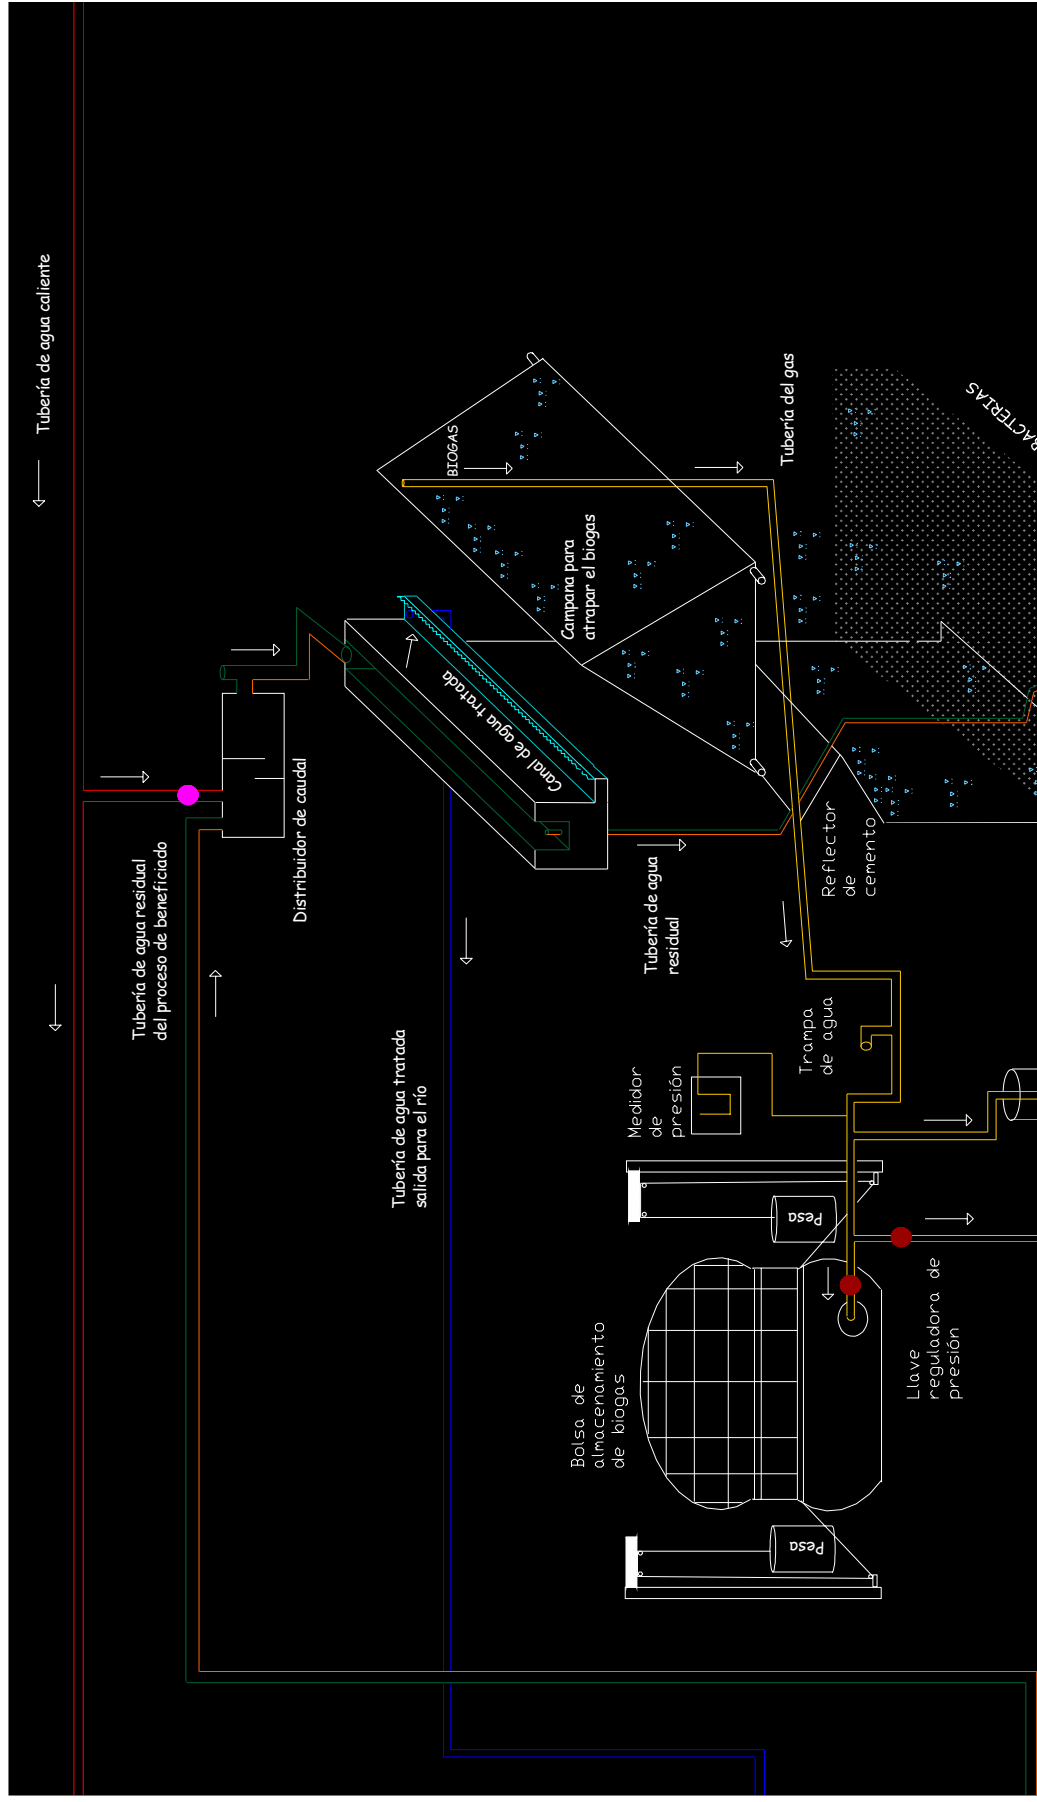 Tubería de agua caliente
BIOGAS
Tubería del gas
BACTERIAS
Campana para
atrapar el biogas
Canal de agua tratada
Distribuidor de caudal
Tubería de agua residual
del proceso de beneficiado
Reflector
de
cemento
Tubería de agua
residual
Trampa
de agua
Medidor
de
presión
Tubería de agua tratada
salida para el río
Pesa
Llave
reguladora de
presión
Bolsa de
almacenamiento
de biogas
Pesa